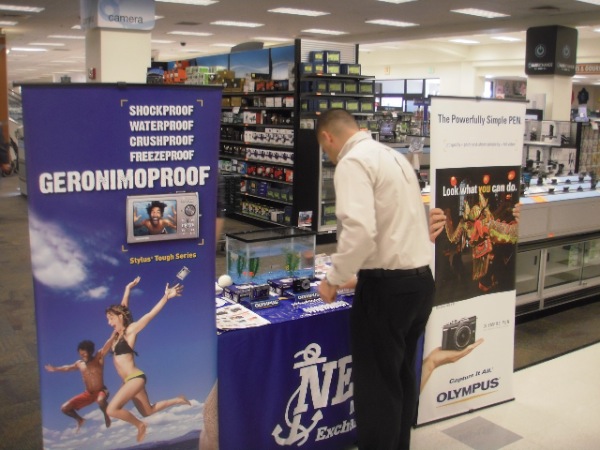 camera
SHOCKPROOF
WATERPROOF
CRUSHPROOF
FREEZEPROOF
GERONIMOPROOF
Stylus Tough Series
The Powerfully Simple PEN
Look what you can do.
Capture It All
OLYMPUS
OLYMPUS
NE
Exch